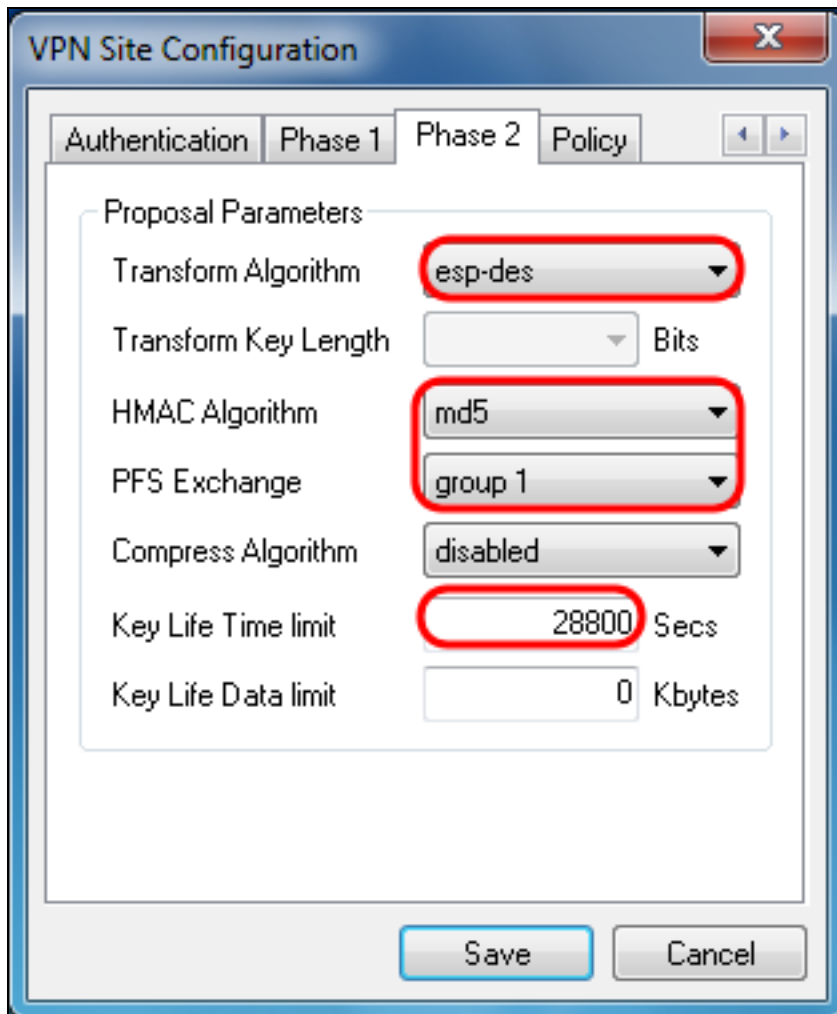 VPN Site Configuration
Authentication Phase 1 Phase 2 Policy
Proposal Parameters
Transform Algorithm esp-des
Transform Key Length Bits
HMAC Algorithm md5
PFS Exchange group 1
Compress Algorithm disabled
Key Life Time limit 28800 Secs
Key Life Data limit 0 Kbytes
Save Cancel